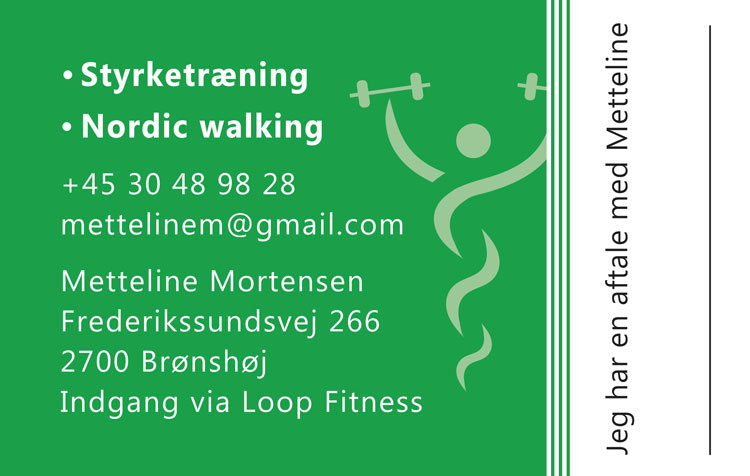 • Styrketræning
• Nordic walking
+45 30 48 98 28
mettelinem@gmail.com
Metteline Mortensen
Frederikssundsvej 266
2700 Brønshøj
Indgang via Loop Fitness
Jeg har en aftale med Metteline